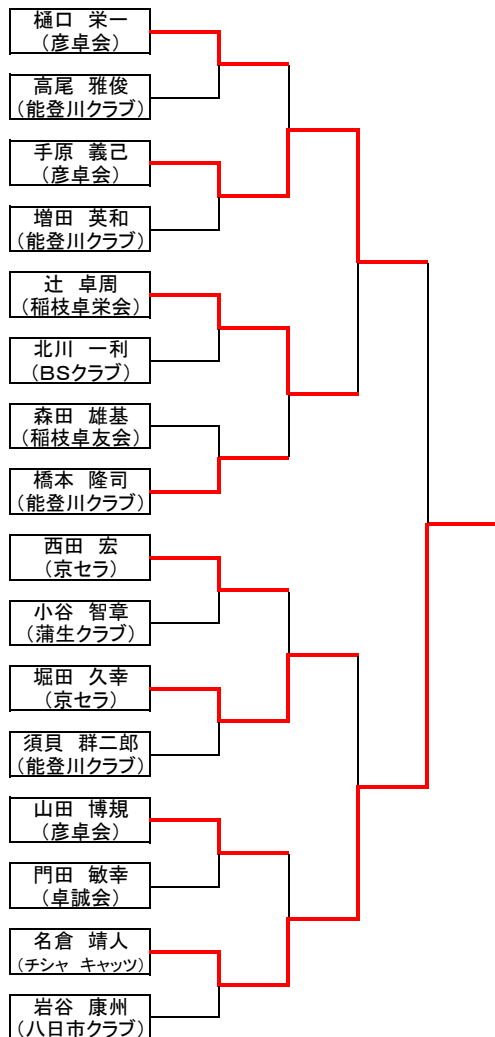 樋口 栄一
(彦卓会)
高尾 雅俊
(能登川クラブ)
手原 義己
(彦卓会)
増田 英和
(能登川クラブ)
辻 卓周
(稲枝卓栄会)
北川 一利
(BSクラブ)
森田 雄基
(稲枝卓友会)
橋本 隆司
(能登川クラブ)
西田 宏
(京セラ)
小谷 智章
(蒲生クラブ)
堀田 久幸
(京セラ)
須貝 群二郎
(能登川クラブ)
山田 博規
(彦卓会)
門田 敏幸
(卓誠会)
名倉 靖人
(チシャ キャッツ)
岩谷 康州
(八日市クラブ)